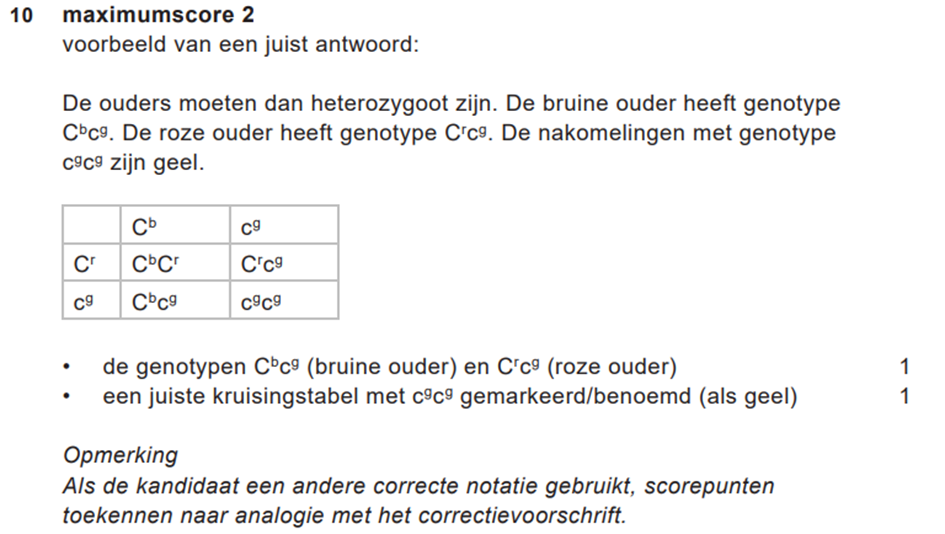 10 maximumscore 2
voorbeeld van een juist antwoord:
De ouders moeten dan heterozygoot zijn. De bruine ouder heeft genotype
Cᵇcᵍ. De roze ouder heeft genotype Cʳcᵍ. De nakomelingen met genotype
cᵍcᵍ zijn geel.
Cᵇ cᵍ
Cʳ CᵇCʳ Cʳcᵍ
cᵍ Cᵇcᵍ cᵍcᵍ
• de genotypen Cᵇcᵍ (bruine ouder) en Cʳcᵍ (roze ouder) 1
• een juiste kruisingstabel met cᵍcᵍ gemarkeerd/benoemd (als geel) 1
Opmerking
Als de kandidaat een andere correcte notatie gebruikt, scorepunten
toekennen naar analogie met het correctievoorschrift.